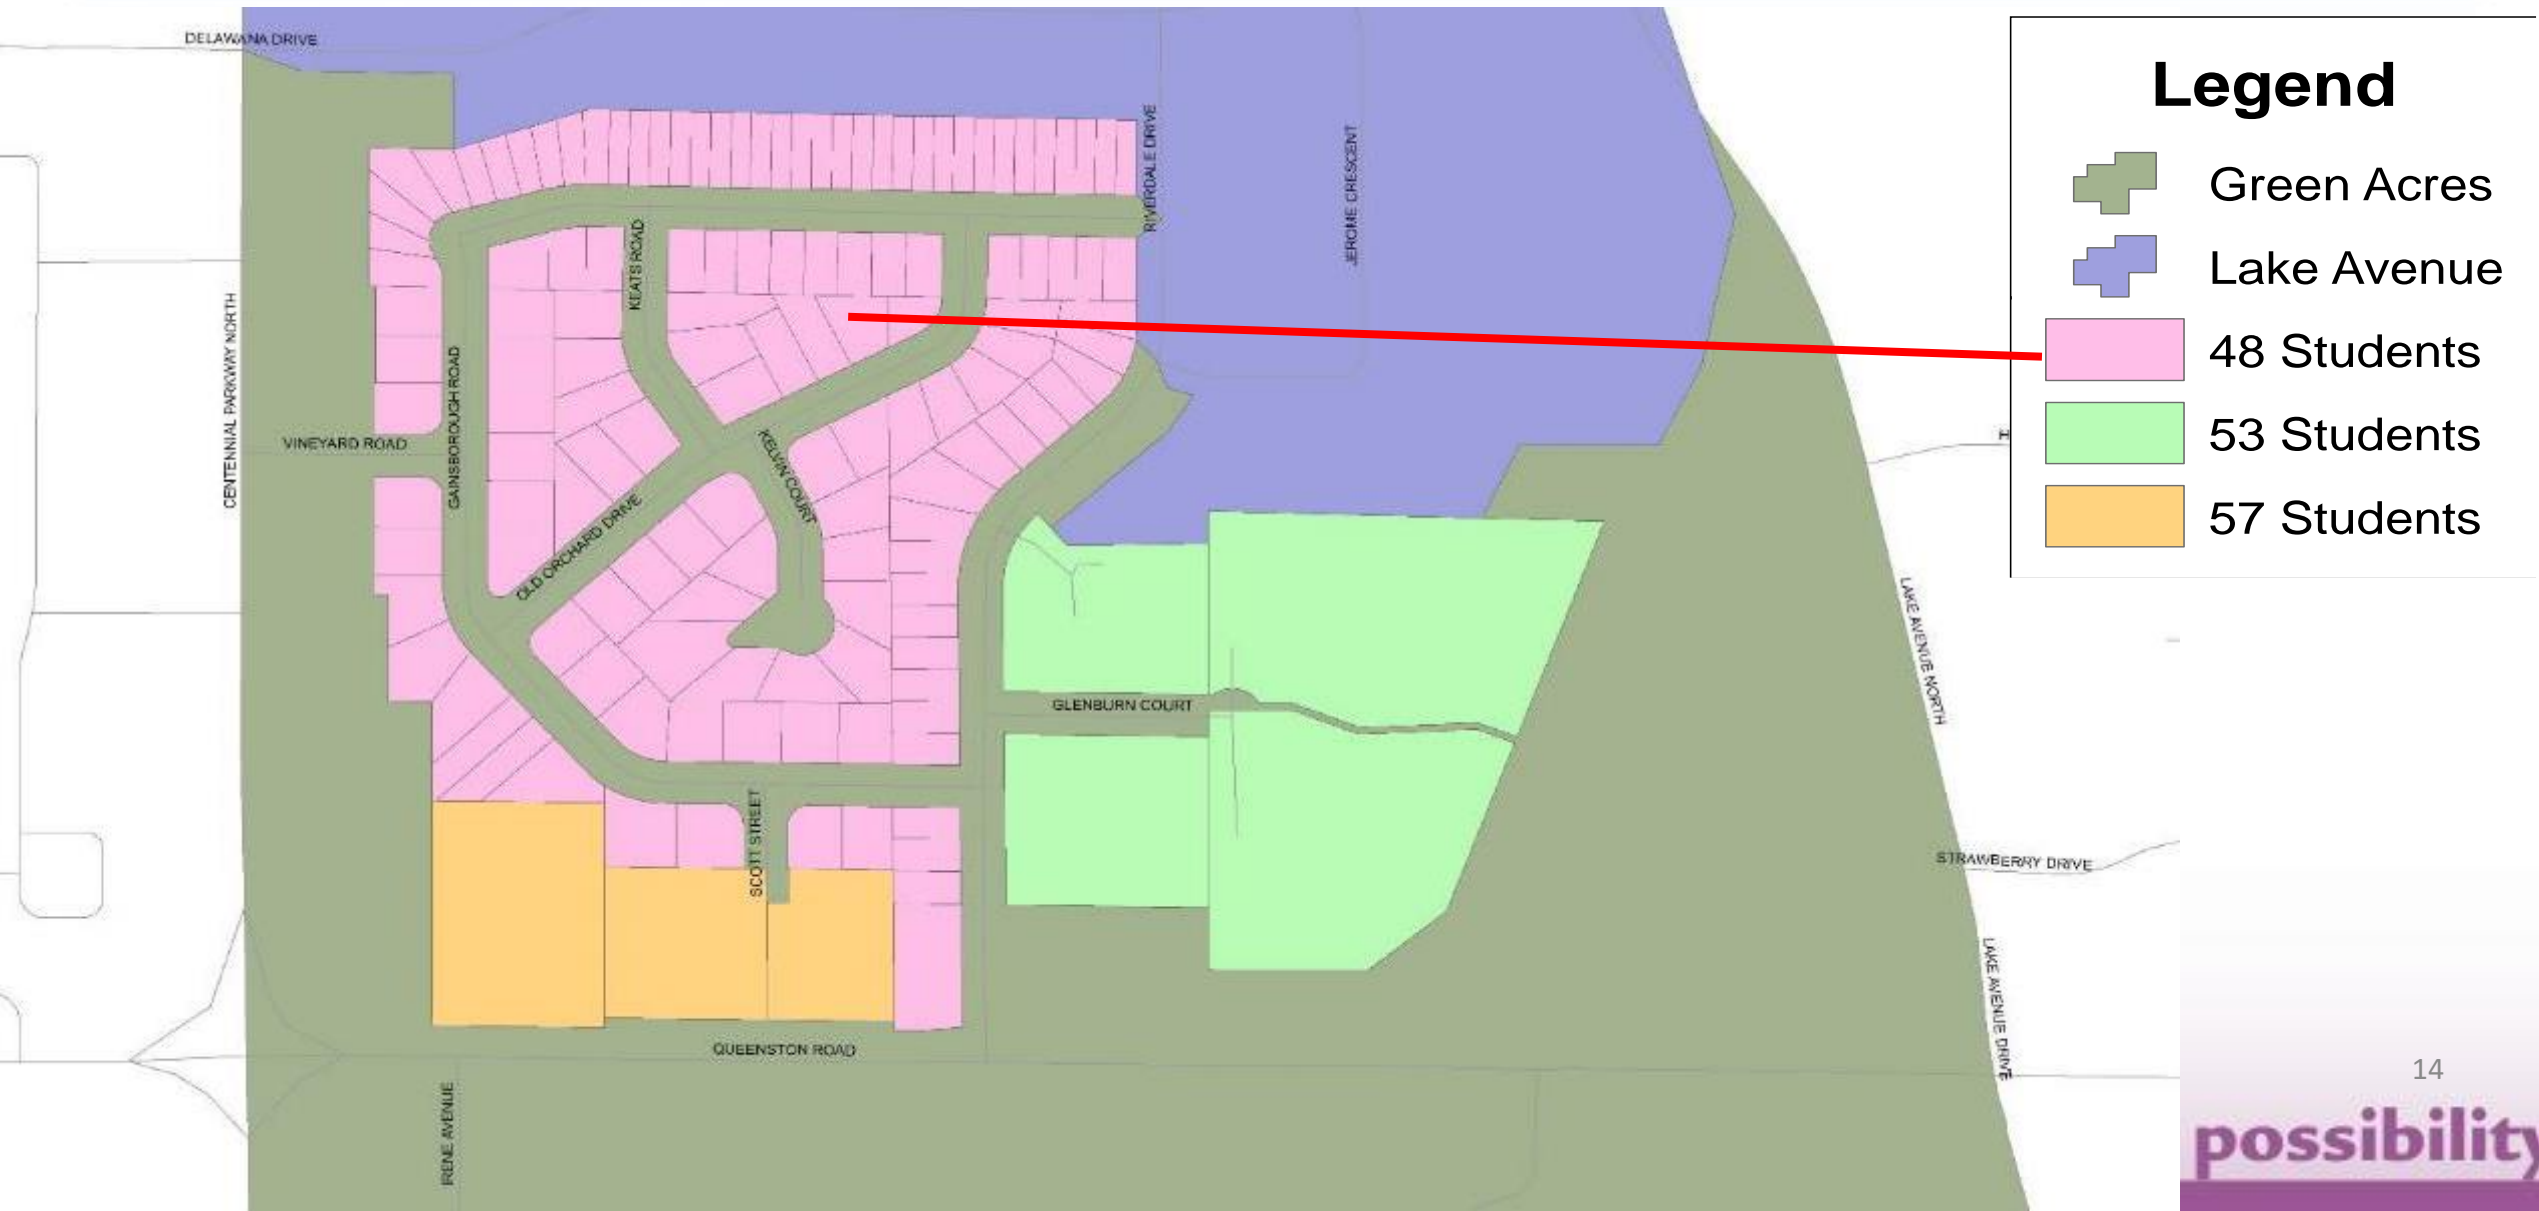 DELAWANA DRIVE
Legend
Green Acres
Lake Avenue
48 Students
53 Students
57 Students
RIVERDALE DRIVE
JEROME CRESCENT
KEATS ROAD
CENTENNIAL PARKWAY NORTH
GAINSBOROUGH ROAD
VINEYARD ROAD
KELVIN COURT
OLD ORCHARD DRIVE
H
LAKE AVENUE NORTH
GLENBURN COURT
SCOTT STREET
STRAWBERRY DRIVE
LAKE AVENUE DRIVE
QUEENSTON ROAD
IRENE AVENUE
14
possibility